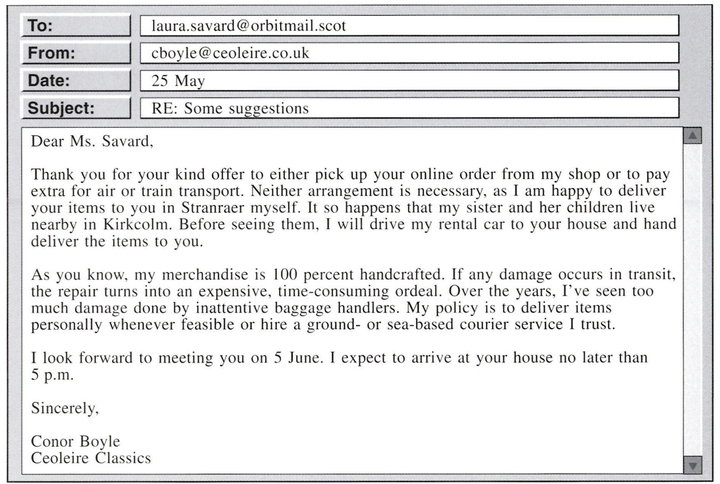 To: laura.savard@orbitmail.scot
From: cboyle@ceoleire.co.uk
Date: 25 May
Subject: RE: Some suggestions
Dear Ms. Savard,
Thank you for your kind offer to either pick up your online order from my shop or to pay
extra for air or train transport. Neither arrangement is necessary, as I am happy to deliver
your items to you in Stranraer myself. It so happens that my sister and her children live
nearby in Kirkcolm. Before seeing them, I will drive my rental car to your house and hand
deliver the items to you.
As you know, my merchandise is 100 percent handcrafted. If any damage occurs in transit,
the repair turns into an expensive, time-consuming ordeal. Over the years, I've seen too
much damage done by inattentive baggage handlers. My policy is to deliver items
personally whenever feasible or hire a ground- or sea-based courier service I trust.
I look forward to meeting you on 5 June. I expect to arrive at your house no later than
5 p.m.
Sincerely,
Conor Boyle
Ceoleire Classics